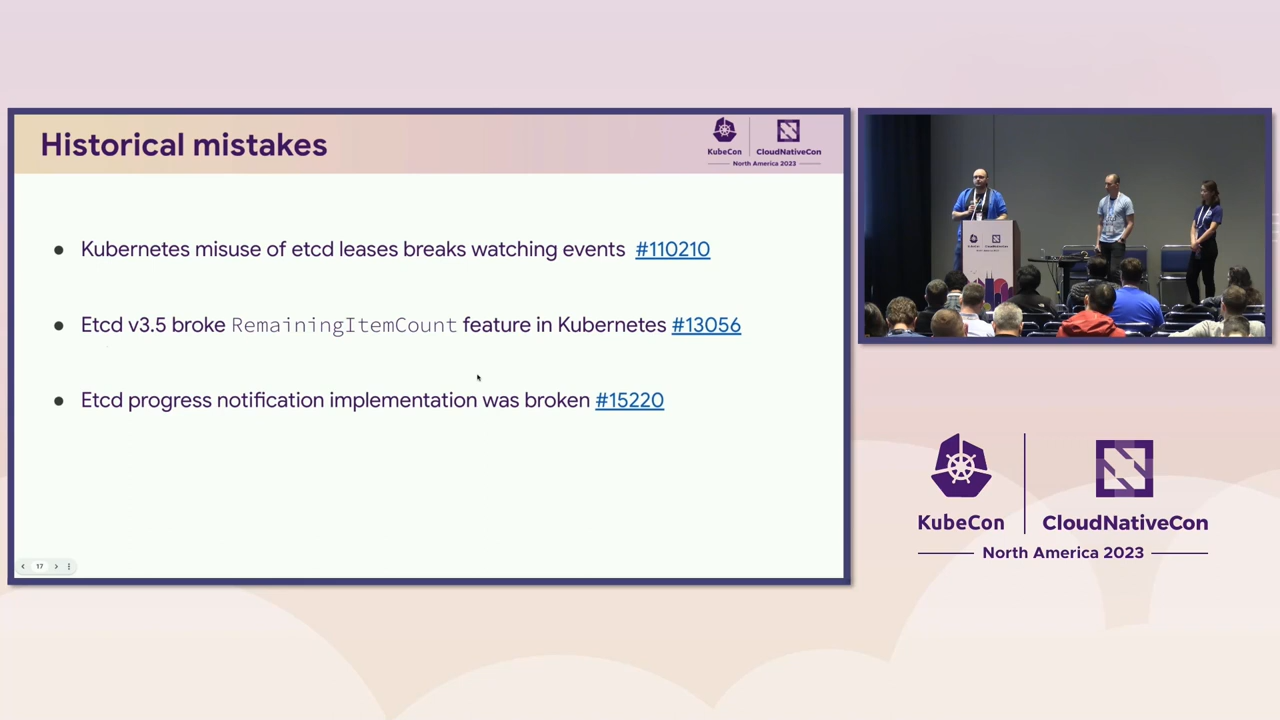 Historical mistakes
KubeCon
CloudNativeCon
North America 2023
Kubernetes misuse of etcd leases breaks watching events #110210
Etcd v3.5 broke RemainingItemCount feature in Kubernetes #13056
Etcd progress notification implementation was broken #15220
17
KubeCon
CloudNativeCon
North America 2023